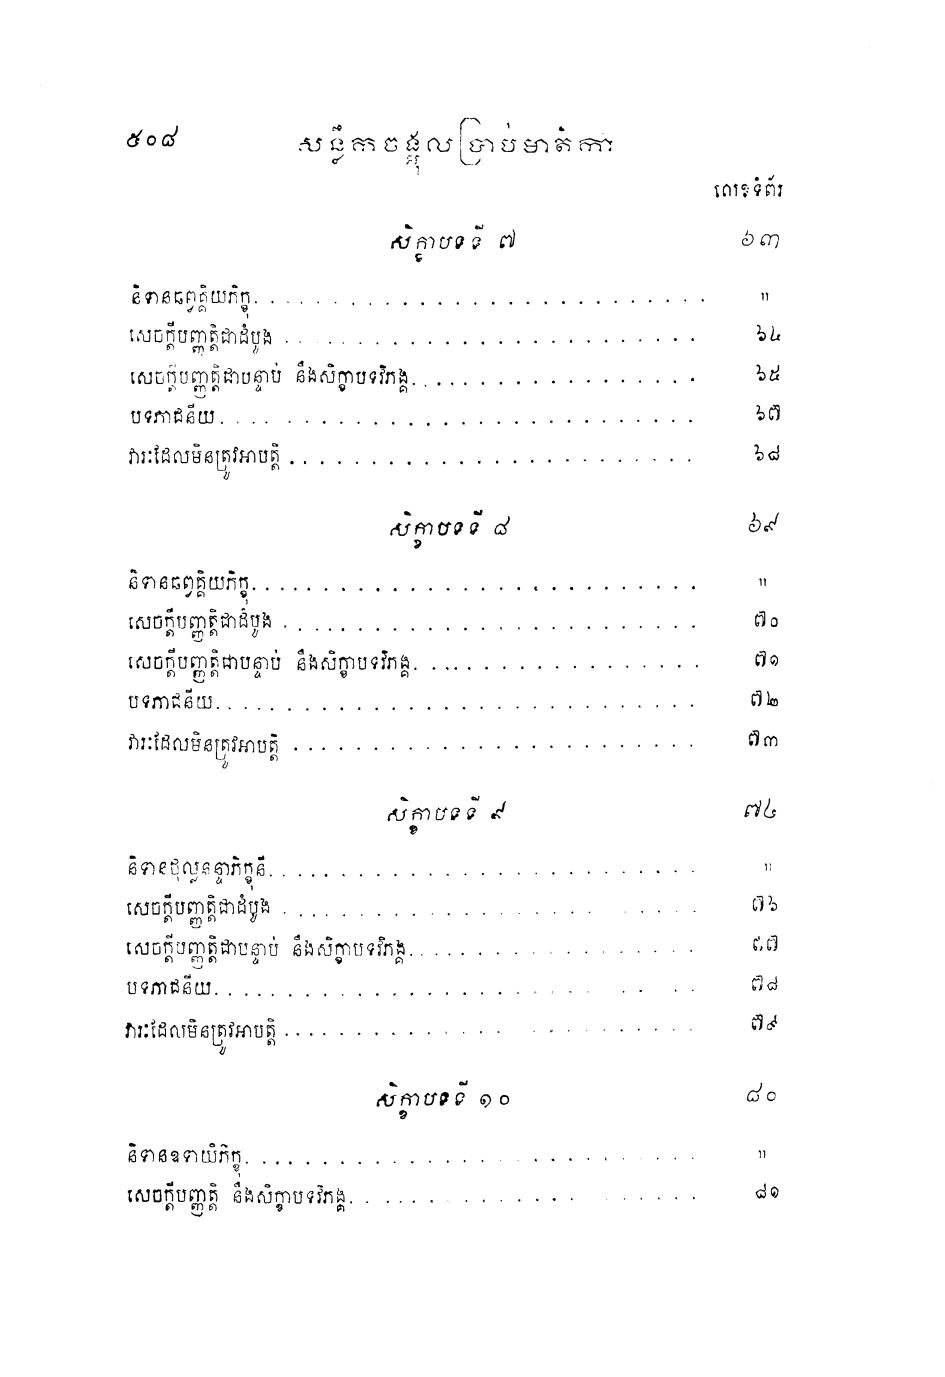 ៥០៨ សន្លឹកចង្អុលប្រាប់មាតិកា
លេខទំព័រ
សិក្ខាបទទី ៧ ៦៣
និទានឆព្វគ្គិយភិក្ខុ. . . . . . . . . . . . . . . . . . . . . . . . . "
សេចក្តីបញ្ញត្តិជាដំបូង . . . . . . . . . . . . . . . . . . . . . . . ៦៤
សេចក្តីបញ្ញត្តិជាបន្ទាប់ នឹងសិក្ខាបទវិភង្គ. . . . . . . . . . . . . . . ៦៥
បទភាជនីយ. . . . . . . . . . . . . . . . . . . . . . . . . . ៦៧
វារៈដែលមិនត្រូវអាបត្តិ . . . . . . . . . . . . . . . . . . . . . . ៦៨
សិក្ខាបទទី ៨ ៦៩
និទានឆព្វគ្គិយភិក្ខុ. . . . . . . . . . . . . . . . . . . . . . . . . "
សេចក្តីបញ្ញត្តិជាដំបូង . . . . . . . . . . . . . . . . . . . . . . . ៧០
សេចក្តីបញ្ញត្តិជាបន្ទាប់ នឹងសិក្ខាបទវិភង្គ. . . . . . . . . . . . . . . ៧១
បទភាជនីយ. . . . . . . . . . . . . . . . . . . . . . . . . . ៧២
វារៈដែលមិនត្រូវអាបត្តិ . . . . . . . . . . . . . . . . . . . . . . ៧៣
សិក្ខាបទទី ៩ ៧៤
និទានថុល្លនន្ទាភិក្ខុនី. . . . . . . . . . . . . . . . . . . . . . . . "
សេចក្តីបញ្ញត្តិជាដំបូង . . . . . . . . . . . . . . . . . . . . . . . ៧៦
សេចក្តីបញ្ញត្តិជាបន្ទាប់ នឹងសិក្ខាបទវិភង្គ. . . . . . . . . . . . . . . ៧៧
បទភាជនីយ. . . . . . . . . . . . . . . . . . . . . . . . . . ៧៨
វារៈដែលមិនត្រូវអាបត្តិ . . . . . . . . . . . . . . . . . . . . . . ៧៩
សិក្ខាបទទី ១០ ៨០
និទានឧទាយិភិក្ខុ. . . . . . . . . . . . . . . . . . . . . . . . . "
សេចក្តីបញ្ញត្តិ នឹងសិក្ខាបទវិភង្គ. . . . . . . . . . . . . . . . . . . ៨១